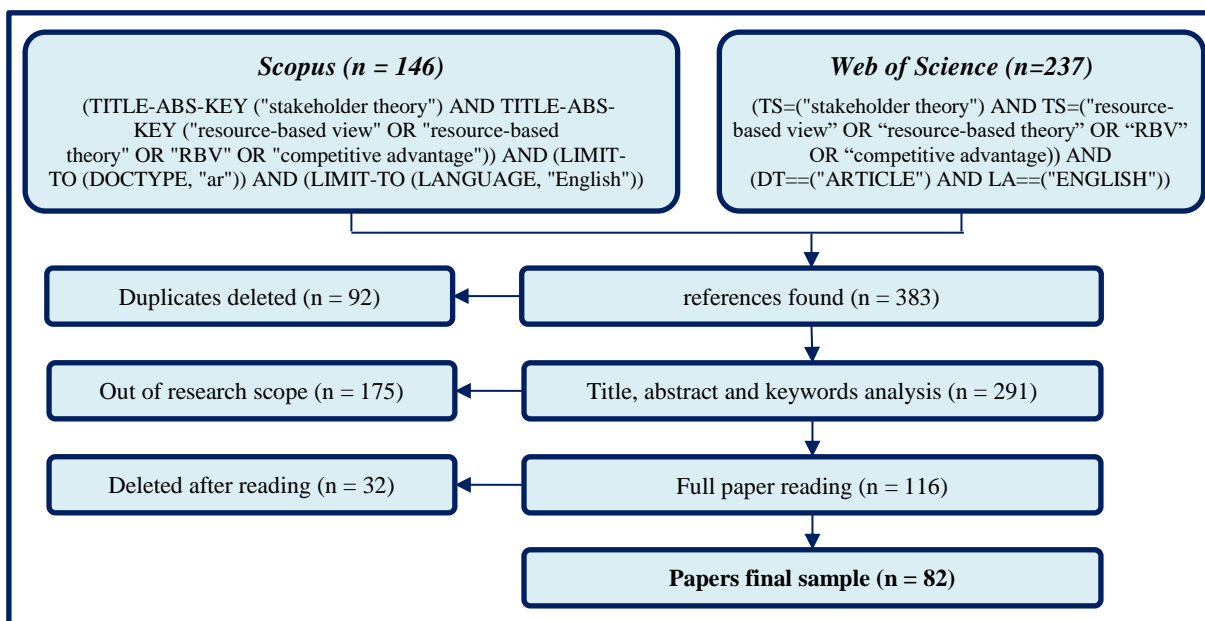 Scopus (n = 146)
(TITLE-ABS-KEY ("stakeholder theory") AND TITLE-ABS-
KEY ("resource-based view" OR "resource-based
theory" OR "RBV" OR "competitive advantage")) AND (LIMIT-
TO (DOCTYPE, "ar")) AND (LIMIT-TO (LANGUAGE, "English"))
Web of Science (n=237)
(TS=("stakeholder theory") AND TS=("resource-
based view” OR “resource-based theory” OR “RBV”
OR “competitive advantage)) AND
(DT==("ARTICLE") AND LA==("ENGLISH"))
Duplicates deleted (n = 92)
references found (n = 383)
Out of research scope (n = 175)
Title, abstract and keywords analysis (n = 291)
Deleted after reading (n = 32)
Full paper reading (n = 116)
Papers final sample (n = 82)